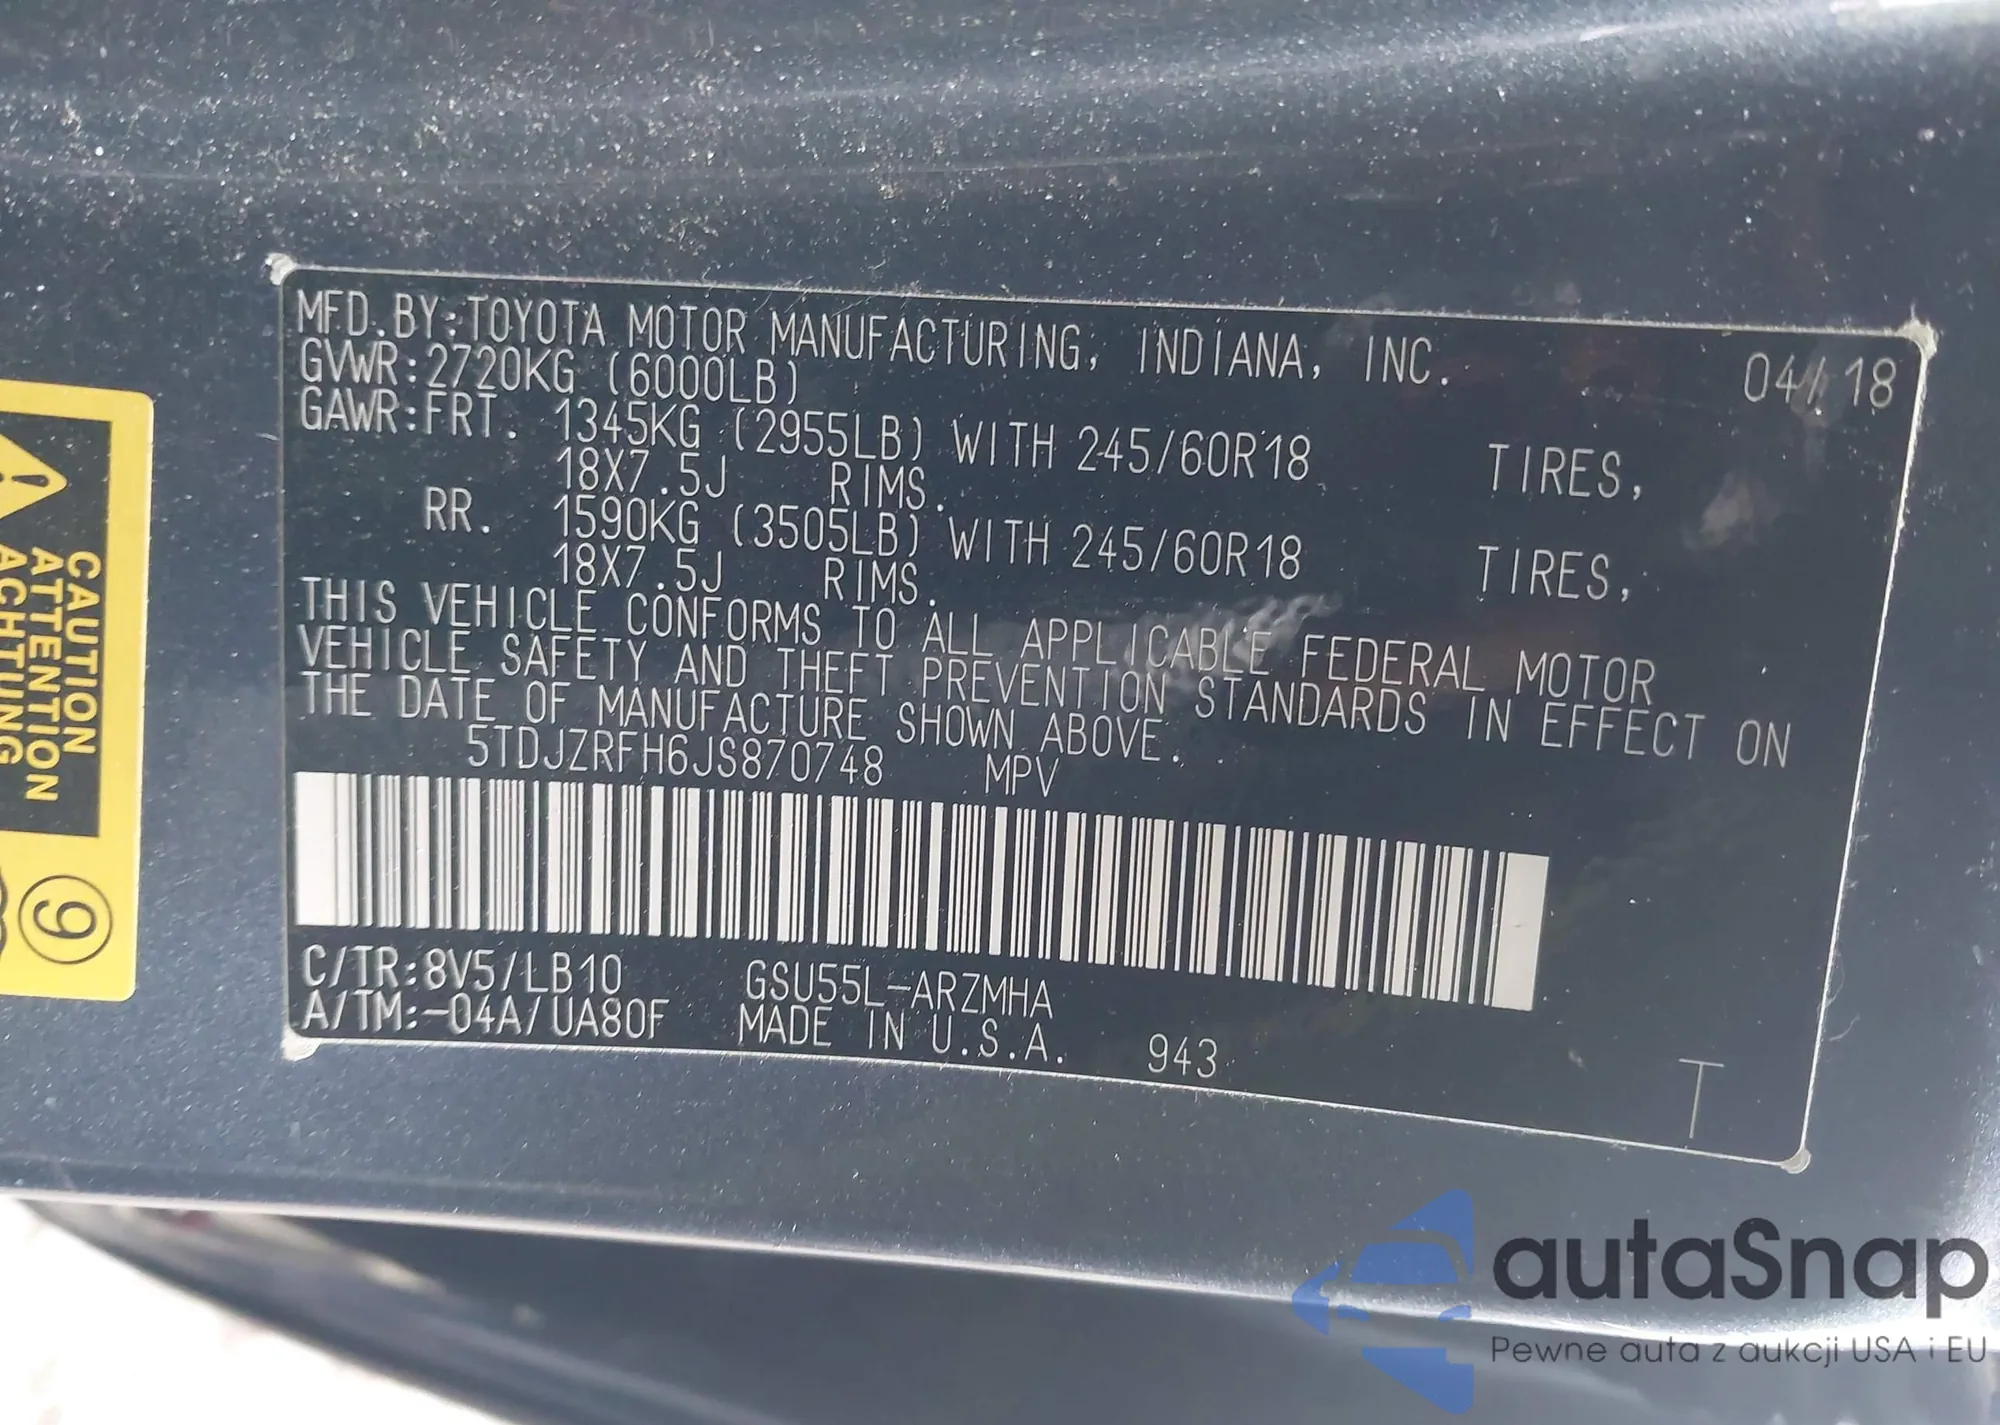 MFD.BY:TOYOTA MOTOR MANUFACTURING, INDIANA, INC. 04/18
GVWR:2720KG (6000LB)
GAWR:FRT. 1345KG (2955LB) WITH 245/60R18 TIRES,
18X7.5J RIMS.
RR. 1590KG (3505LB) WITH 245/60R18 TIRES,
18X7.5J RIMS.
THIS VEHICLE CONFORMS TO ALL APPLICABLE FEDERAL MOTOR
VEHICLE SAFETY AND THEFT PREVENTION STANDARDS IN EFFECT ON
THE DATE OF MANUFACTURE SHOWN ABOVE.
5TDJZRFH6JS870748 MPV
C/TR:8V5/LB10 GSU55L-ARZMHA
A/TM:-04A/UA80F MADE IN U.S.A. 943
T
CAUTION
ATTENTION
ACHTUNG
9
autaSnap
Pewne auta z aukcji USA i EU